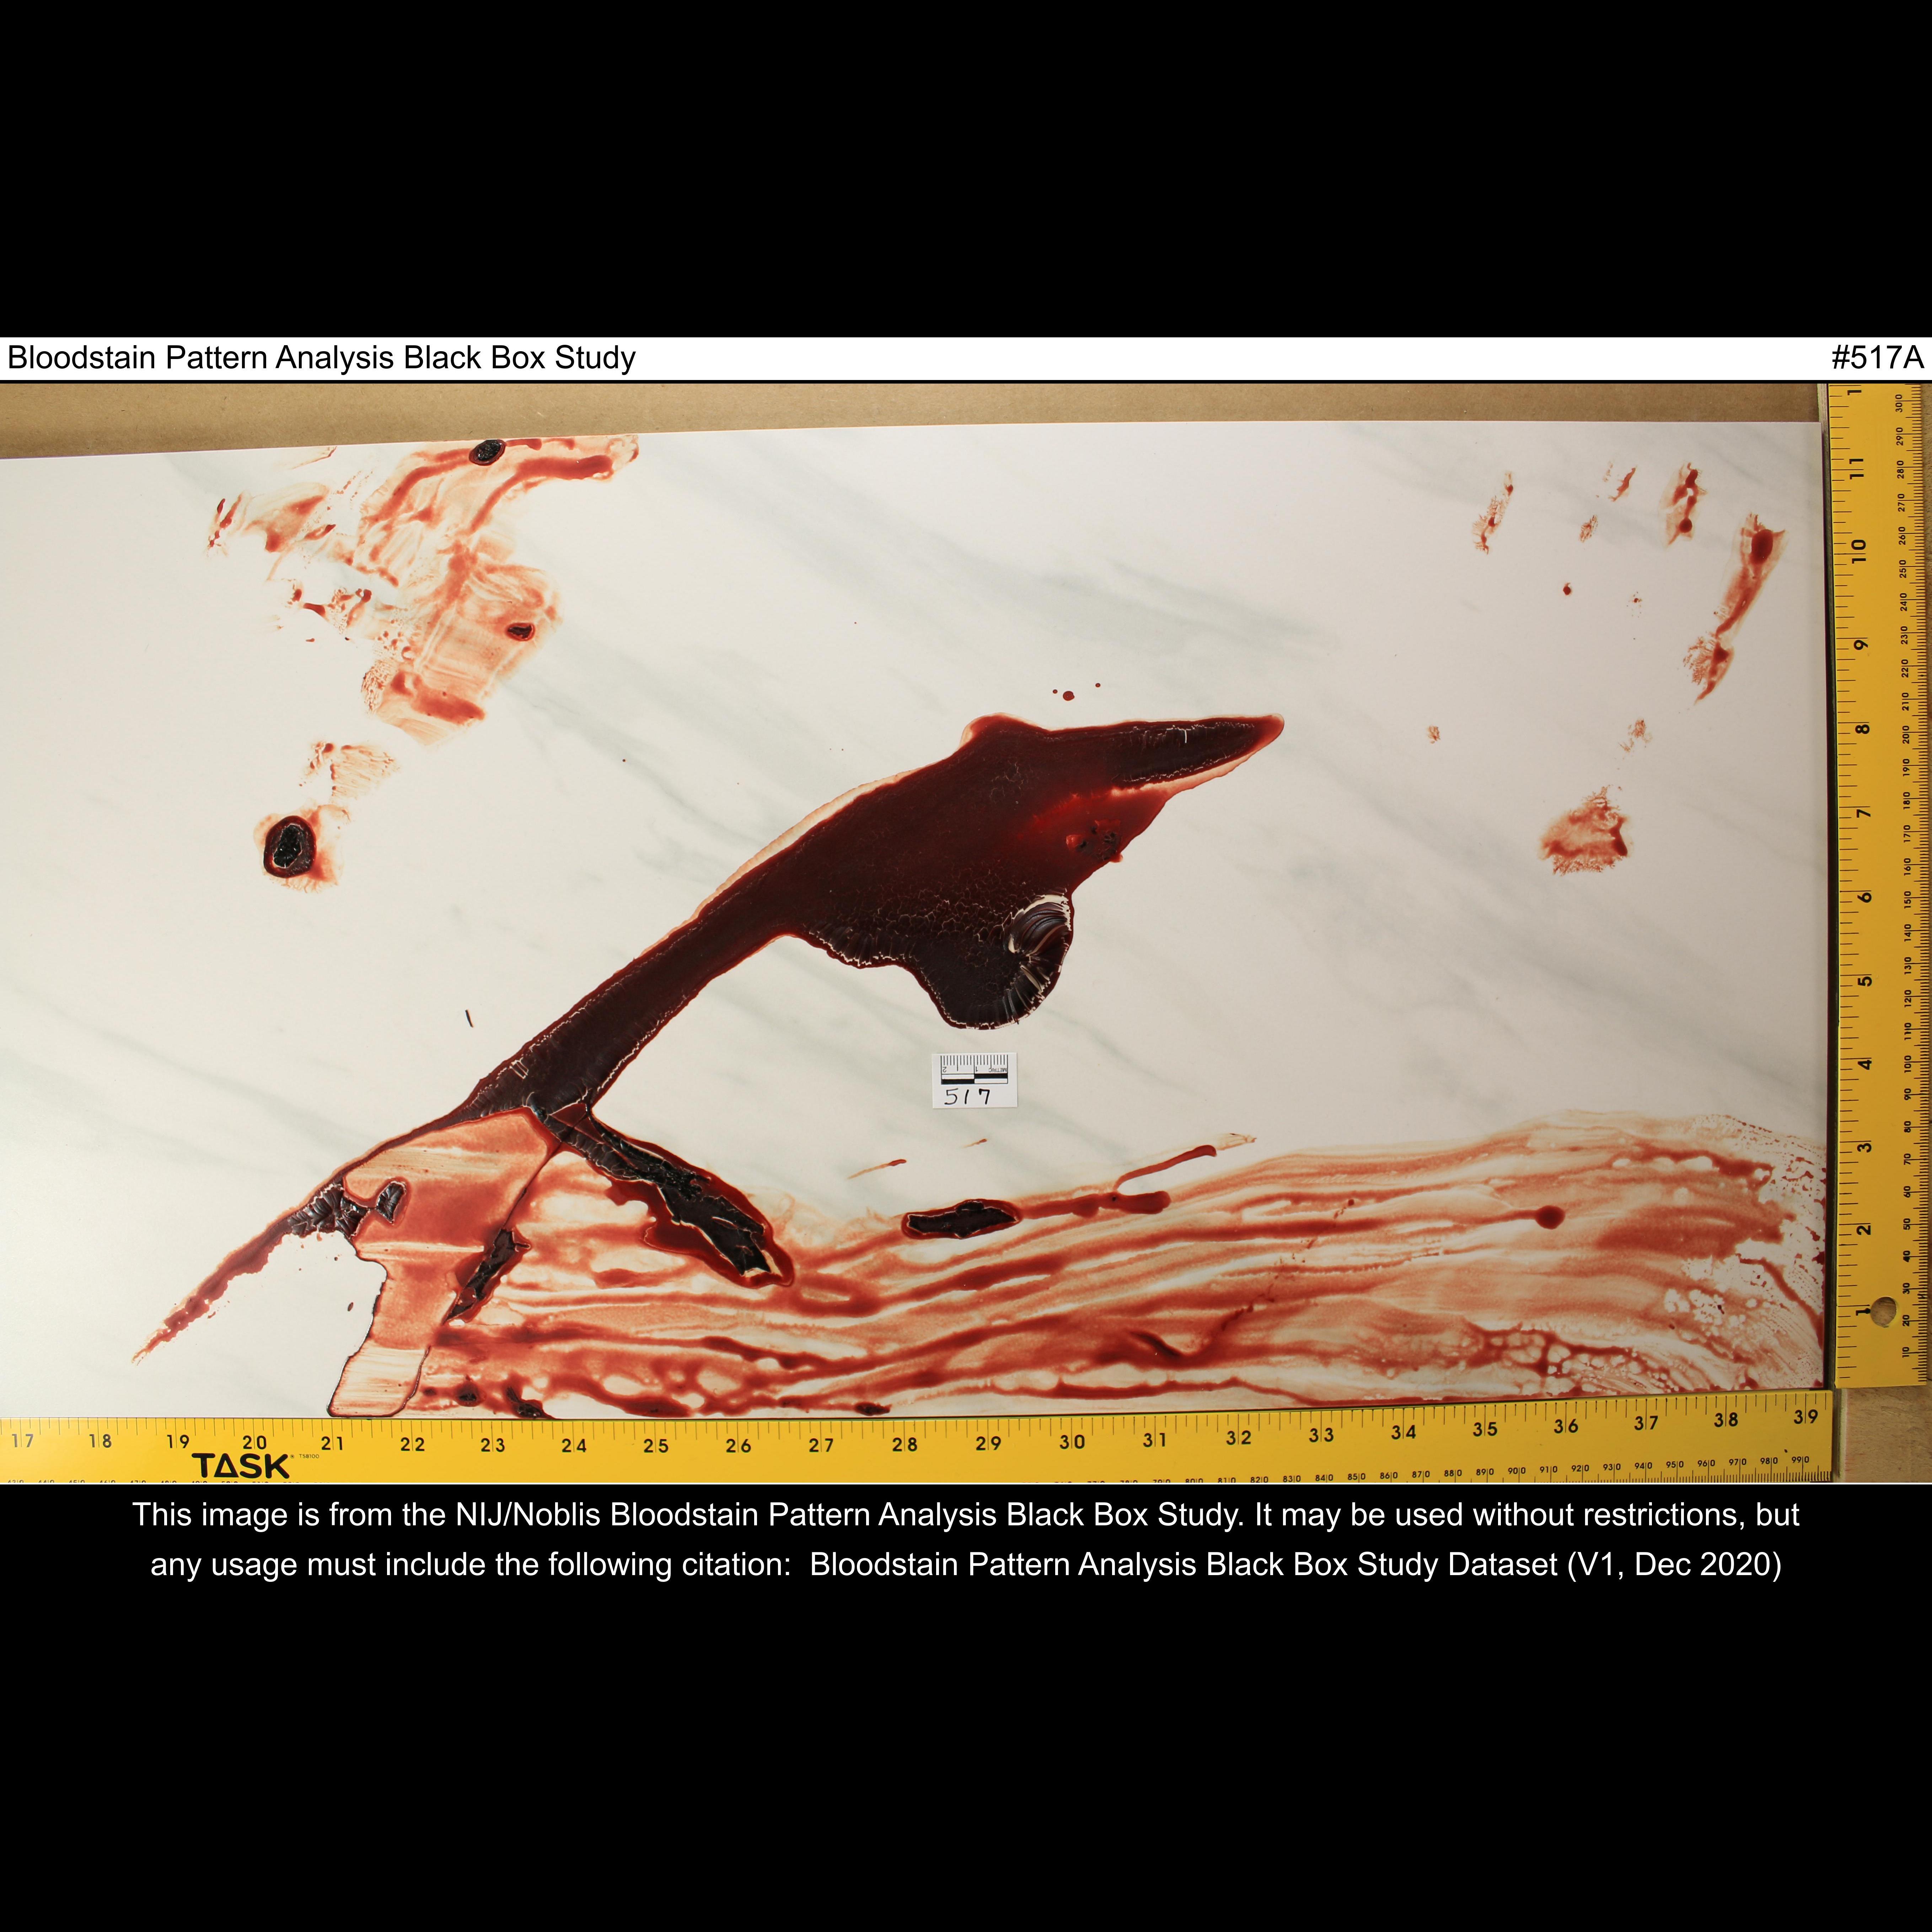 Bloodstain Pattern Analysis Black Box Study
#517A
11
10
9
8
7
6
5
4
3
2
1
2 1 METRIC
517
17 18 19 20 21 22 23 24 25 26 27 28 29 30 31 32 33 34 35 36 37 38 39
TASK
This image is from the NIJ/Noblis Bloodstain Pattern Analysis Black Box Study. It may be used without restrictions, but
any usage must include the following citation: Bloodstain Pattern Analysis Black Box Study Dataset (V1, Dec 2020)